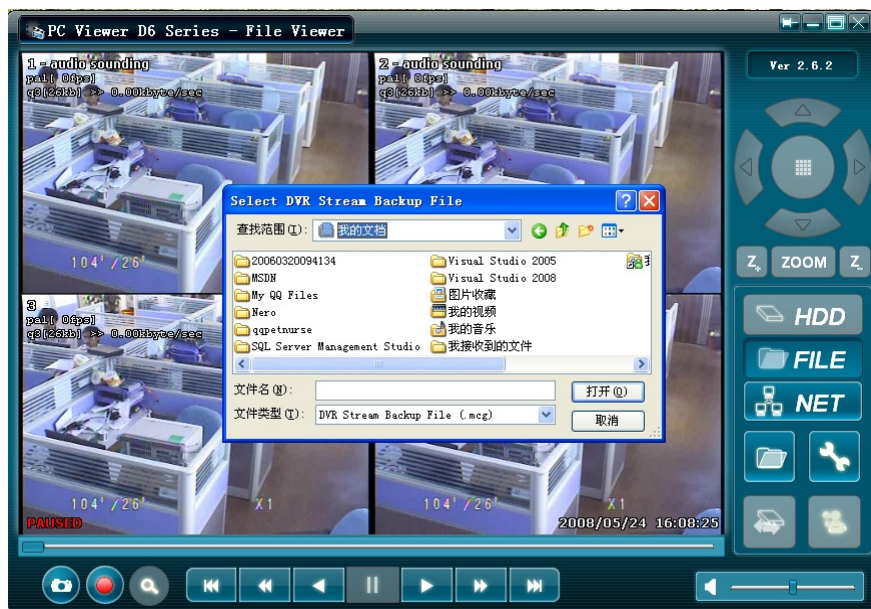 PC Viewer D6 Series - File Viewer
Ver 2.6.2
1 - audio sounding
pal[ 0fps]
q3[26kb] >> 0.00kbyte/sec
2 - audio sounding
pal[ 0fps]
q3[26kb] >> 0.00kbyte/sec
104'/26'
3
pal[ 0fps]
q3[26kb] >> 0.00kbyte/sec
104'/26'
X1
PAUSED
104'/26'
X1
2008/05/24 16:08:25
Select DVR Stream Backup File
查找范围(I):
我的文档
20060320094134
MSDN
My QQ Files
Nero
qqpetnurse
SQL Server Management Studio
Visual Studio 2005
Visual Studio 2008
图片收藏
我的视频
我的音乐
我接收到的文件
文件名(N):
打开(O)
文件类型(T):
DVR Stream Backup File (.mcg)
取消
Z+
ZOOM
Z-
HDD
FILE
NET